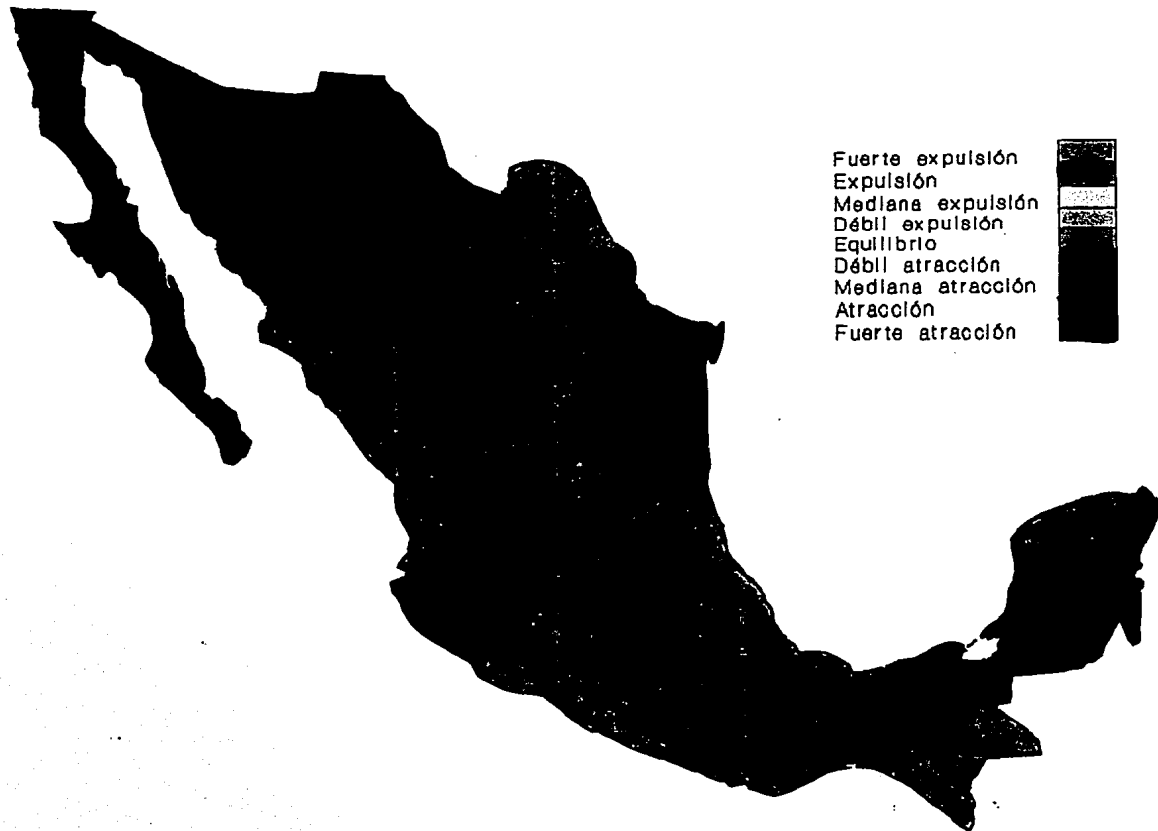 Fuerte expulsión
Expulsión
Mediana expulsión
Débil expulsión
Equilibrio
Débil atracción
Mediana atracción
Atracción
Fuerte atracción